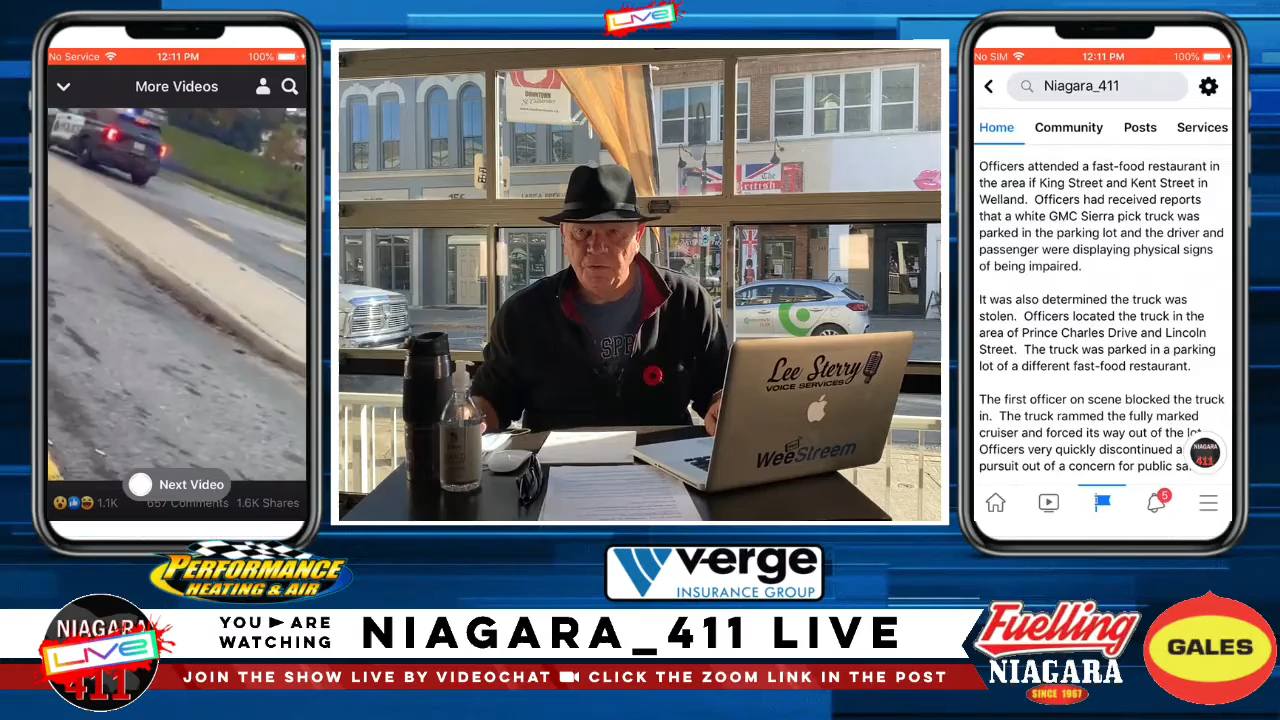 LIVE
No Service 12:11 PM 100%
More Videos
Next Video
1.1K 657 Comments 1.6K Shares
DOWNTOWN
The
British
SPE
Lee Sterry
VOICE SERVICES
WeeStreem
No SIM 12:11 PM 100%
Niagara_411
Home Community Posts Services
Officers attended a fast-food restaurant in
the area if King Street and Kent Street in
Welland. Officers had received reports
that a white GMC Sierra pick truck was
parked in the parking lot and the driver and
passenger were displaying physical signs
of being impaired.
It was also determined the truck was
stolen. Officers located the truck in the
area of Prince Charles Drive and Lincoln
Street. The truck was parked in a parking
lot of a different fast-food restaurant.
The first officer on scene blocked the truck
in. The truck rammed the fully marked
cruiser and forced its way out of the lot.
Officers very quickly discontinued a
pursuit out of a concern for public sa
NIAGARA
411
5
PERFORMANCE
HEATING & AIR
verge
INSURANCE GROUP
NIAGARA
LIVE
411
YOU ARE
WATCHING
NIAGARA_411 LIVE
JOIN THE SHOW LIVE BY VIDEOCHAT CLICK THE ZOOM LINK IN THE POST
Fuelling
NIAGARA
SINCE 1967
GALES